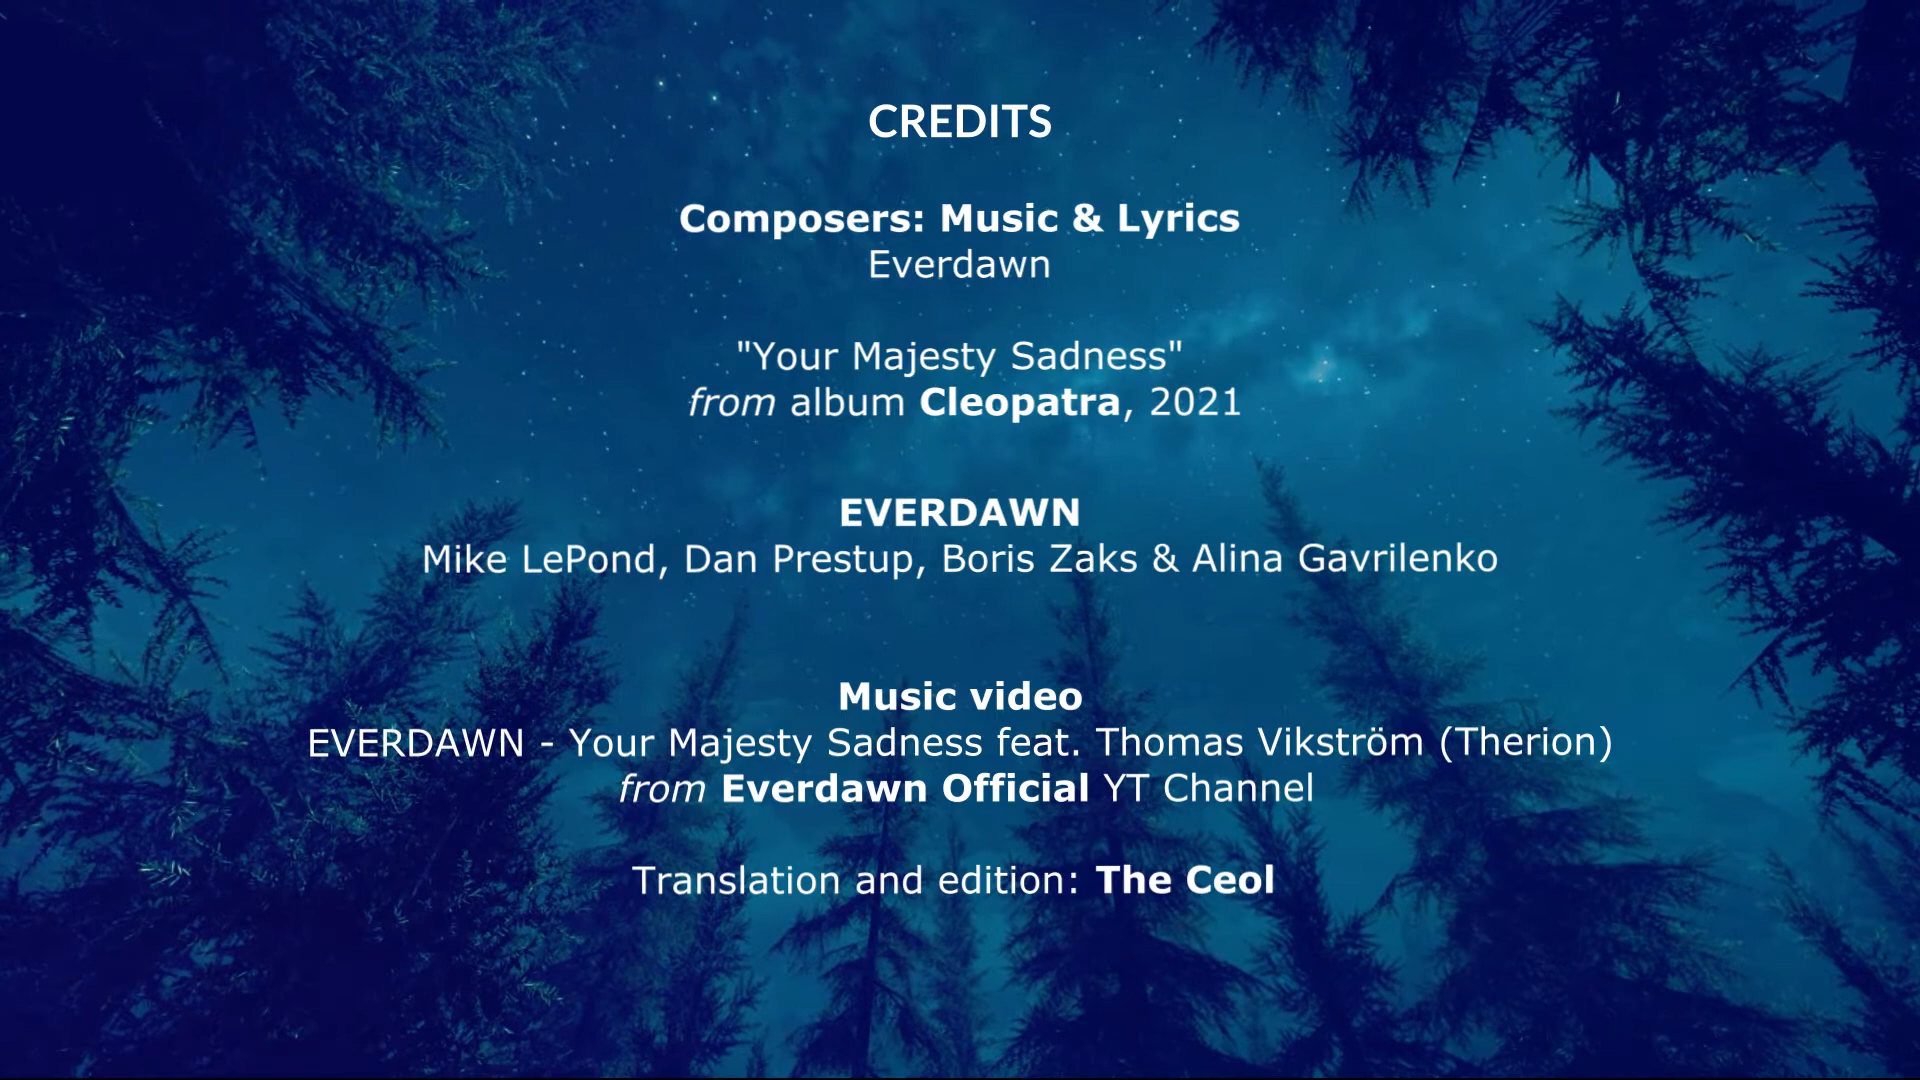 CREDITS
Composers: Music & Lyrics
Everdawn
"Your Majesty Sadness"
from album Cleopatra, 2021
EVERDAWN
Mike LePond, Dan Prestup, Boris Zaks & Alina Gavrilenko
Music video
EVERDAWN - Your Majesty Sadness feat. Thomas Vikström (Therion)
from Everdawn Official YT Channel
Translation and edition: The Ceol